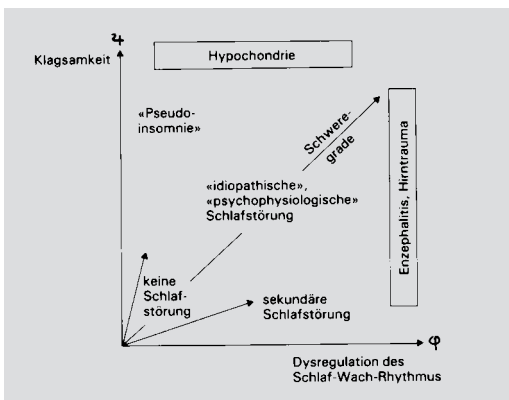 ψ
Klagsamkeit
Hypochondrie
«Pseudo-
insomnie»
Schwere-
grade
«idiopathische»,
«psychophysiologische»
Schlafstörung
Enzephalitis, Hirntrauma
keine
Schlaf-
störung
sekundäre
Schlafstörung
φ
Dysregulation des
Schlaf-Wach-Rhythmus